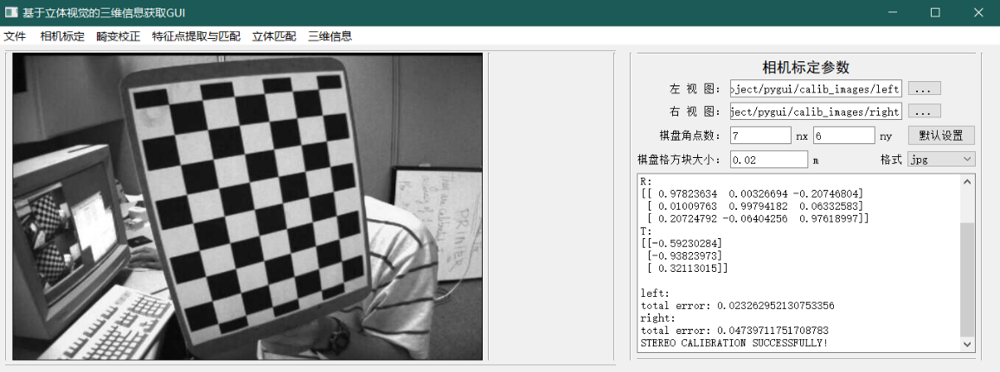 基于立体视觉的三维信息获取GUI
文件 相机标定 畸变校正 特征点提取与匹配 立体匹配 三维信息
相机标定参数
左 视 图: oject/pygui/calib_images/left ...
右 视 图: ject/pygui/calib_images/right ...
棋盘角点数: 7 nx 6 ny 默认设置
棋盘格方块大小: 0.02 m 格式 jpg
R:
[[ 0.97823634 0.00326694 -0.20746804]
[ 0.01009763 0.99794182 0.06332583]
[ 0.20724792 -0.06404256 0.97618997]]
T:
[[-0.59230284]
[-0.93823973]
[ 0.32113015]]
left:
total error: 0.023262952130753356
right:
total error: 0.04739711751708783
STEREO CALIBRATION SUCCESSFULLY!
PRINTER